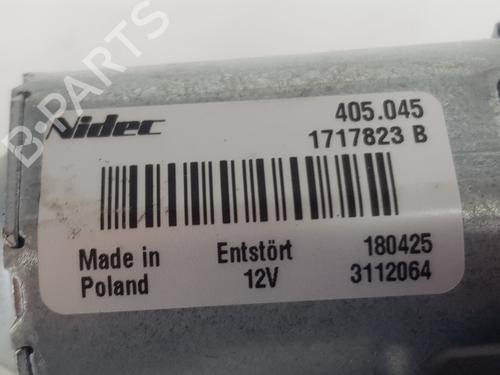 B-PARTS
Nidec
405.045
1717823 B
Made in Poland
Entstört
12V
180425
3112064